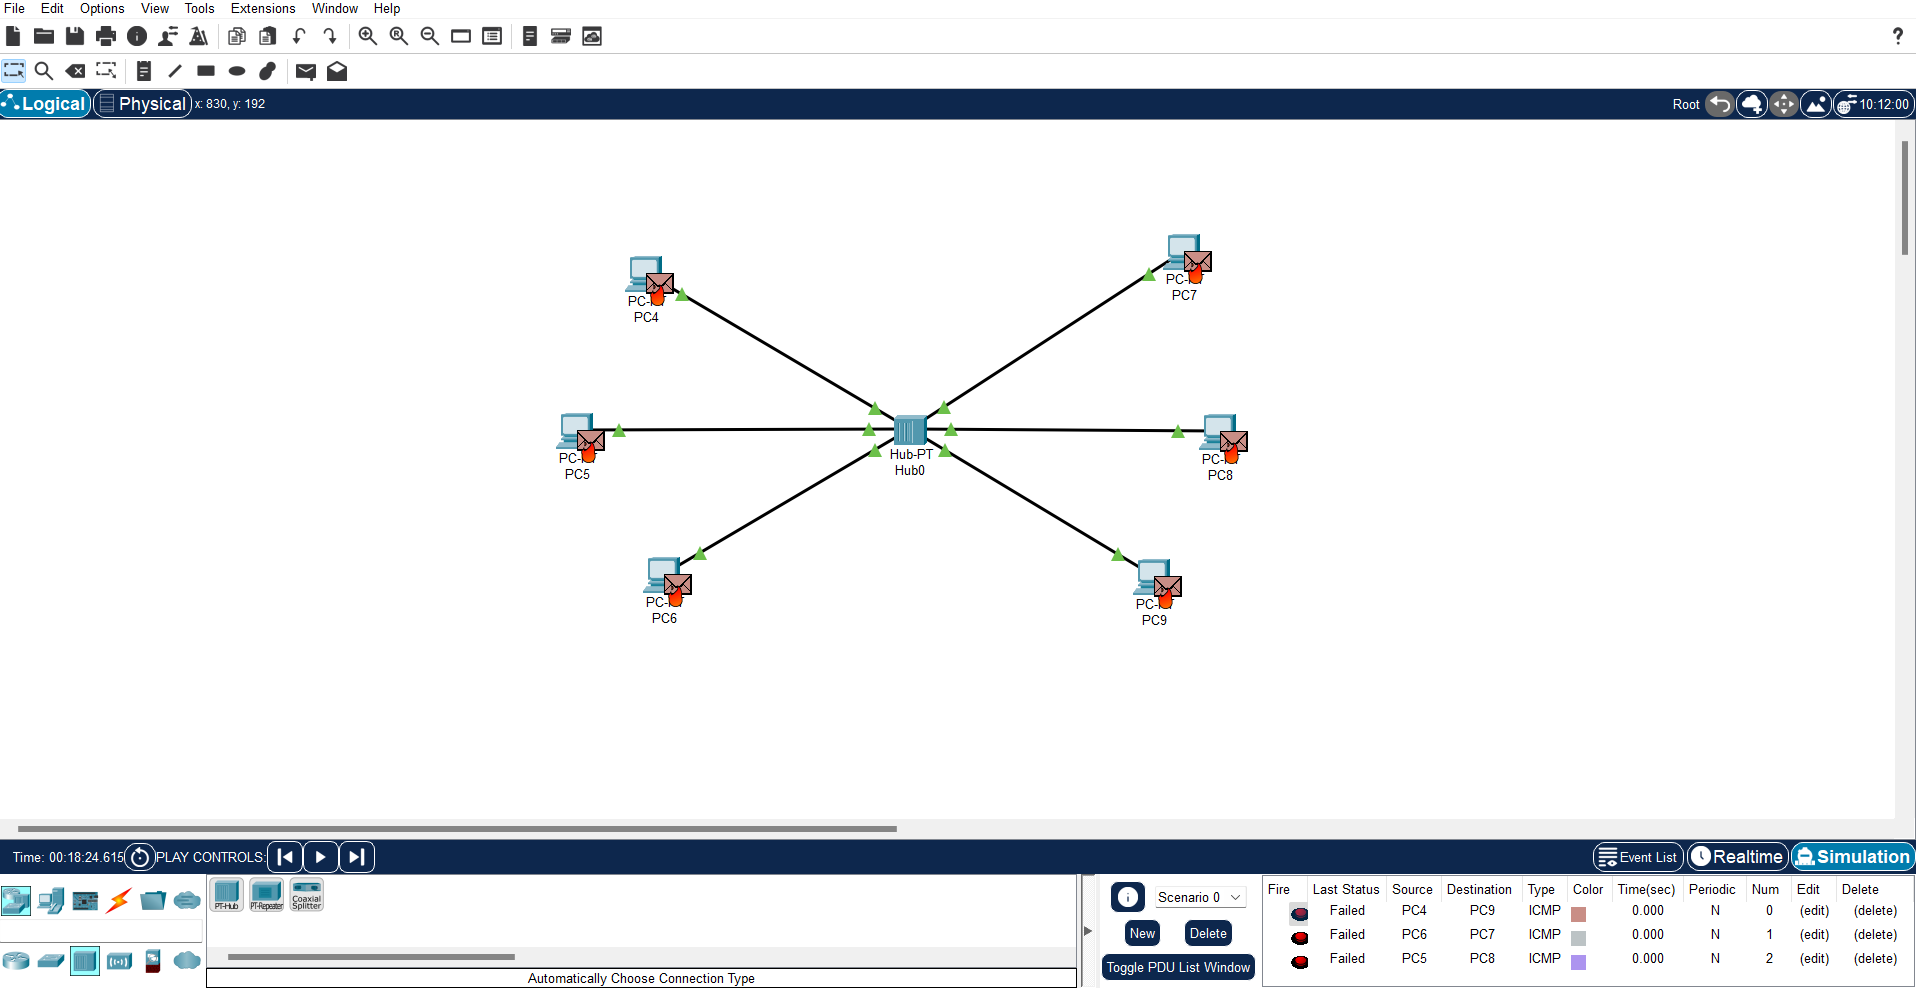 File Edit Options View Tools Extensions Window Help
?
Logical Physical x: 830, y: 192 Root 10:12:00
PC7
PC4
PC-PT
PC5
PC8
Hub-PT
Hub0
PC6
PC9
Time: 00:18:24.615 PLAY CONTROLS: Event List Realtime Simulation
PT-Hub PT-Repeater Coaxial Splitter
Automatically Choose Connection Type
Scenario 0
New Delete
Toggle PDU List Window
Fire Last Status Source Destination Type Color Time(sec) Periodic Num Edit Delete
Failed PC4 PC9 ICMP 0.000 N 0 (edit) (delete)
Failed PC6 PC7 ICMP 0.000 N 1 (edit) (delete)
Failed PC5 PC8 ICMP 0.000 N 2 (edit) (delete)